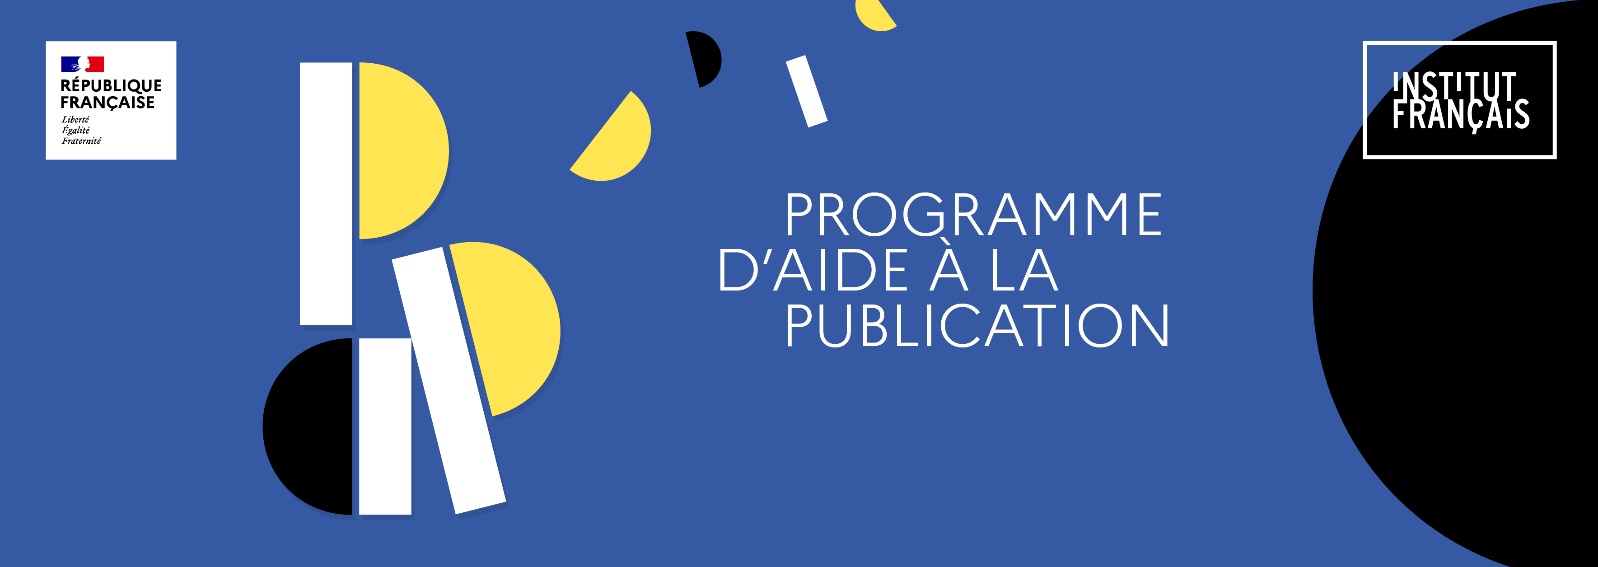 RÉPUBLIQUE
FRANÇAISE
Liberté
Égalité
Fraternité
PROGRAMME
D'AIDE À LA
PUBLICATION
INSTITUT
FRANÇAIS